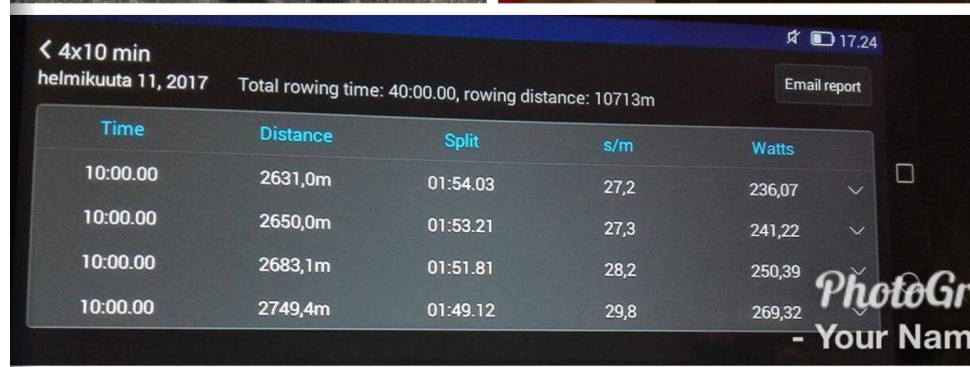 17.24
< 4x10 min
helmikuuta 11, 2017 Total rowing time: 40:00.00, rowing distance: 10713m Email report
Time Distance Split s/m Watts
10:00.00 2631,0m 01:54.03 27,2 236,07
10:00.00 2650,0m 01:53.21 27,3 241,22
10:00.00 2683,1m 01:51.81 28,2 250,39
10:00.00 2749,4m 01:49.12 29,8 269,32
PhotoGr
- Your Nam